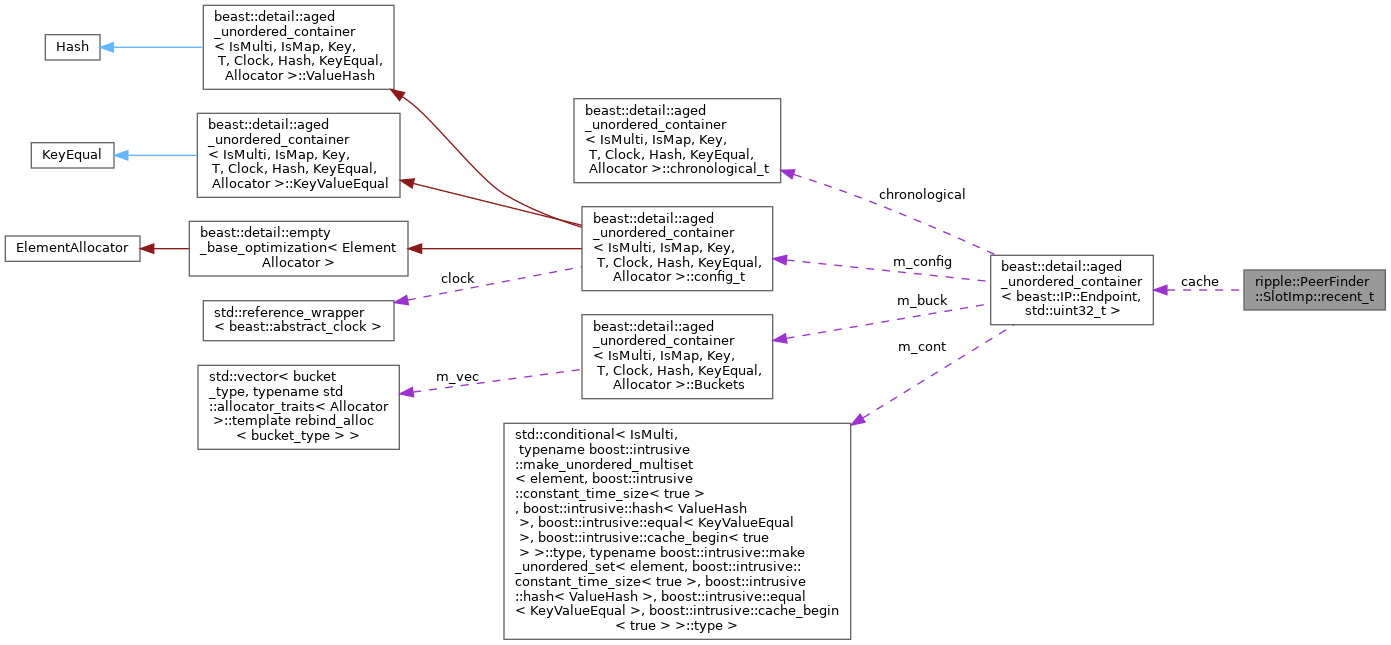 Hash
beast::detail::aged
_unordered_container
< IsMulti, IsMap, Key,
T, Clock, Hash, KeyEqual,
Allocator >::ValueHash
KeyEqual
beast::detail::aged
_unordered_container
< IsMulti, IsMap, Key,
T, Clock, Hash, KeyEqual,
Allocator >::KeyValueEqual
ElementAllocator
beast::detail::empty
_base_optimization< Element
Allocator >
clock
std::reference_wrapper
< beast::abstract_clock >
std::vector< bucket
_type, typename std
::allocator_traits< Allocator
>::template rebind_alloc
< bucket_type > >
m_vec
beast::detail::aged
_unordered_container
< IsMulti, IsMap, Key,
T, Clock, Hash, KeyEqual,
Allocator >::chronological_t
beast::detail::aged
_unordered_container
< IsMulti, IsMap, Key,
T, Clock, Hash, KeyEqual,
Allocator >::config_t
beast::detail::aged
_unordered_container
< IsMulti, IsMap, Key,
T, Clock, Hash, KeyEqual,
Allocator >::Buckets
std::conditional< IsMulti,
typename boost::intrusive
::make_unordered_multiset
< element, boost::intrusive
::constant_time_size< true >
, boost::intrusive::hash< ValueHash
>, boost::intrusive::equal< KeyValueEqual
>, boost::intrusive::cache_begin< true
> >::type, typename boost::intrusive::make
_unordered_set< element, boost::intrusive::
constant_time_size< true >, boost::intrusive
::hash< ValueHash >, boost::intrusive::equal
< KeyValueEqual >, boost::intrusive::cache_begin
< true > >::type >
chronological
m_config
m_buck
m_cont
beast::detail::aged
_unordered_container
< beast::IP::Endpoint,
std::uint32_t >
cache
ripple::PeerFinder
::SlotImp::recent_t